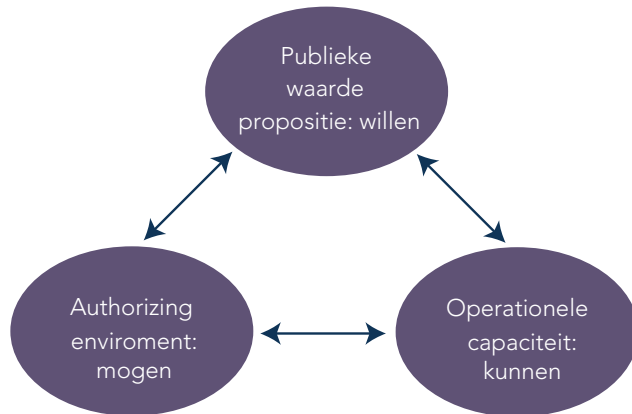 Publieke
waarde
propositie: willen
Authorizing
enviroment:
mogen
Operationele
capaciteit:
kunnen